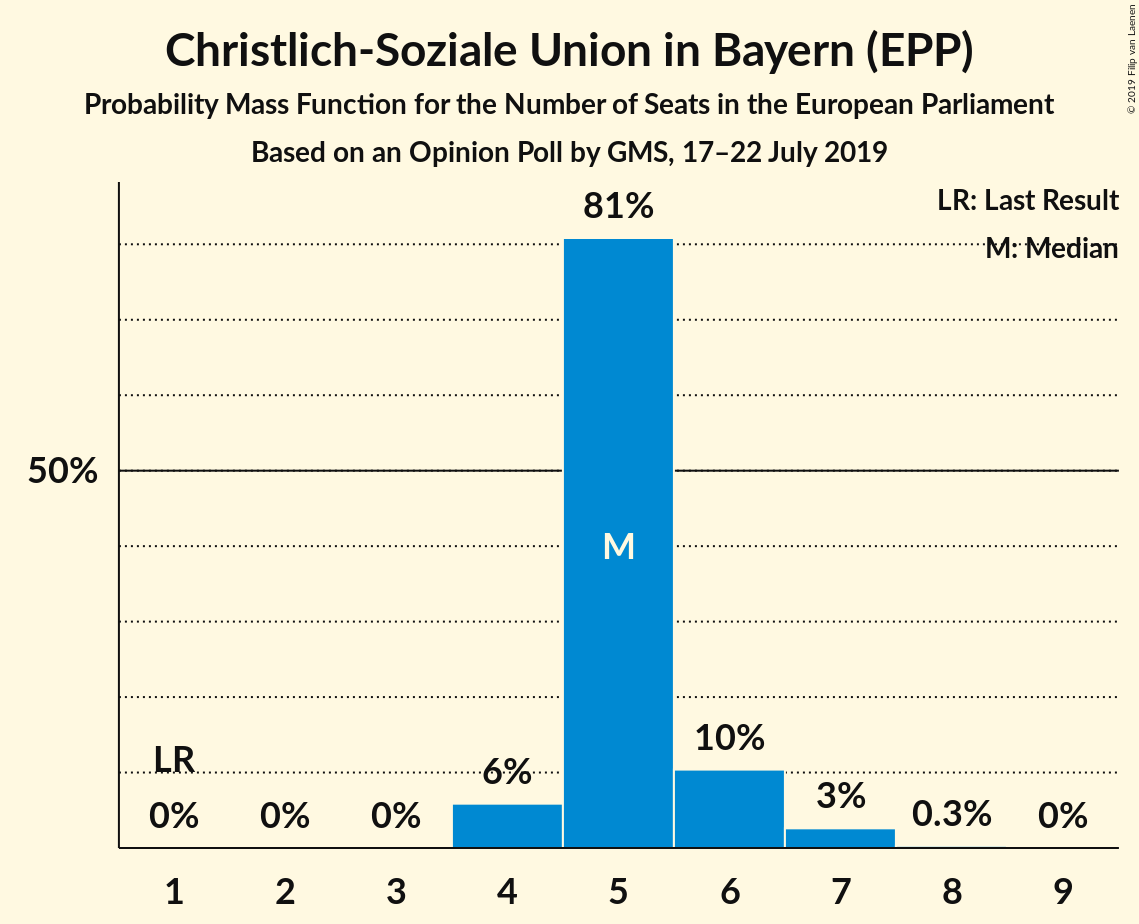 Christlich-Soziale Union in Bayern (EPP)
Probability Mass Function for the Number of Seats in the European Parliament
Based on an Opinion Poll by GMS, 17–22 July 2019
© 2019 Filip van Laenen
LR: Last Result
M: Median
81%
50%
M
LR
0%
0%
0%
6%
10%
3%
0.3%
0%
1 2 3 4 5 6 7 8 9